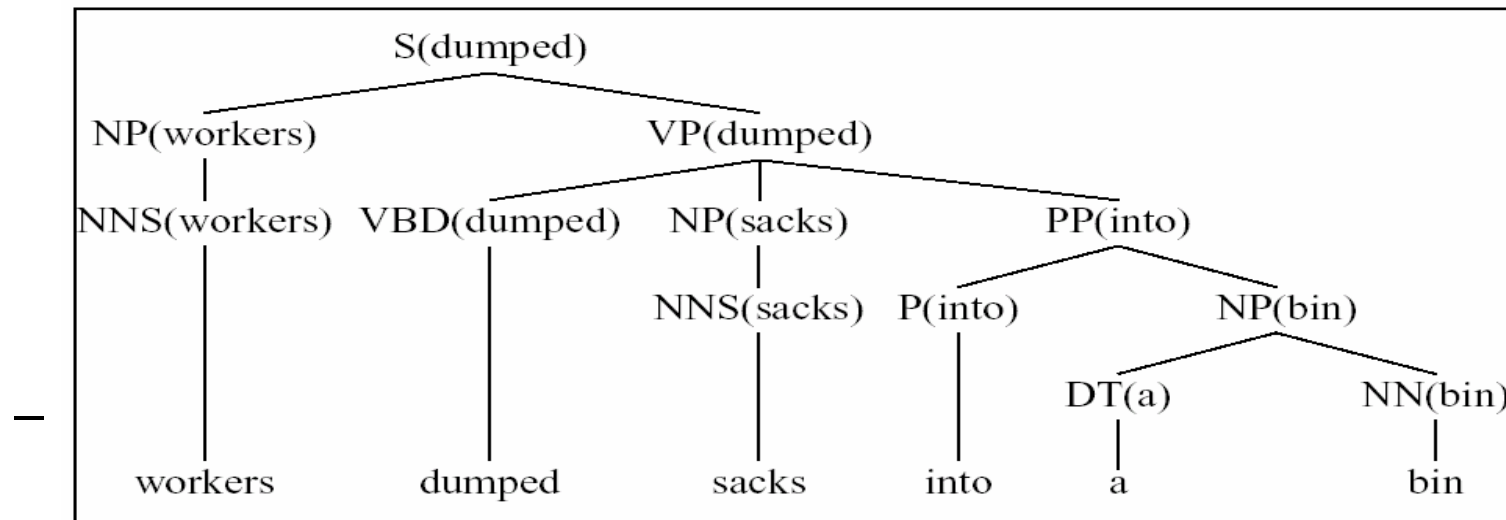 S(dumped)
NP(workers) VP(dumped)
NNS(workers) VBD(dumped) NP(sacks) PP(into)
NNS(sacks) P(into) NP(bin)
DT(a) NN(bin)
workers dumped sacks into a bin